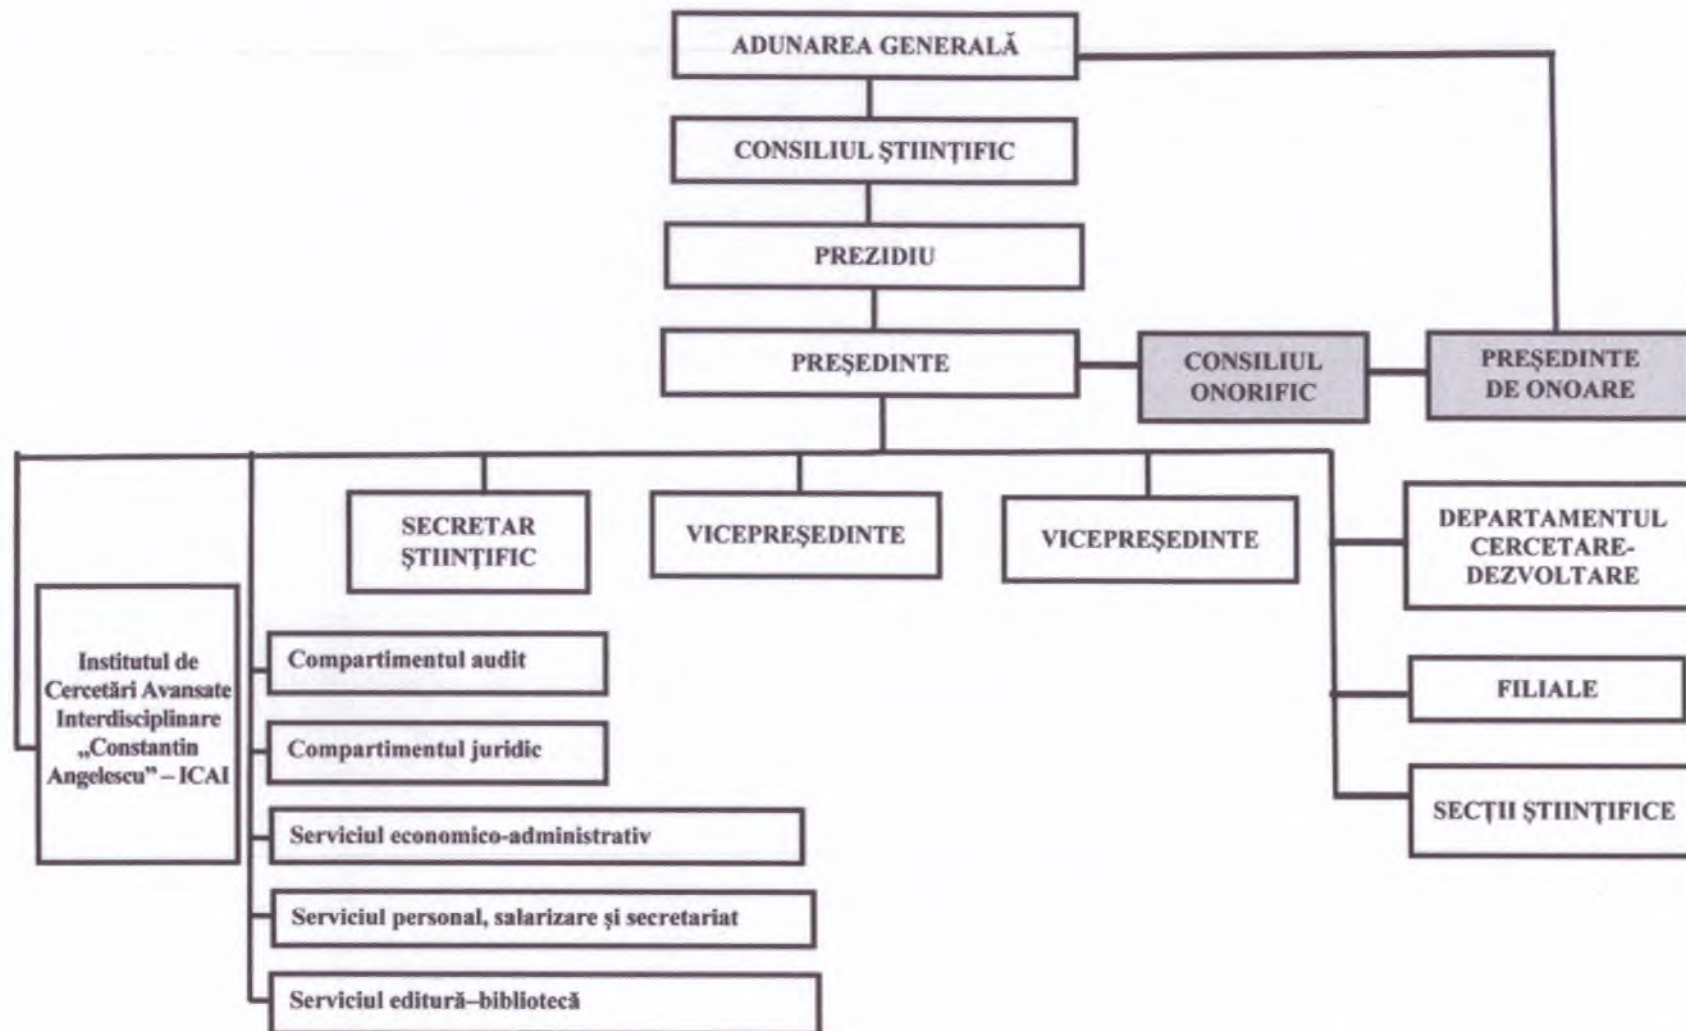 ADUNAREA GENERALĂ
CONSILIUL ŞTIINŢIFIC
PREZIDIU
PREŞEDINTE
CONSILIUL
ONORIFIC
PREŞEDINTE
DE ONOARE
SECRETAR
ŞTIINŢIFIC
VICEPREŞEDINTE
VICEPREŞEDINTE
DEPARTAMENTUL
CERCETARE-
DEZVOLTARE
FILIALE
SECŢII ŞTIINŢIFICE
Institutul de
Cercetări Avansate
Interdisciplinare
„Constantin
Angelescu” – ICAI
Compartimentul audit
Compartimentul juridic
Serviciul economico-administrativ
Serviciul personal, salarizare şi secretariat
Serviciul editură–bibliotecă